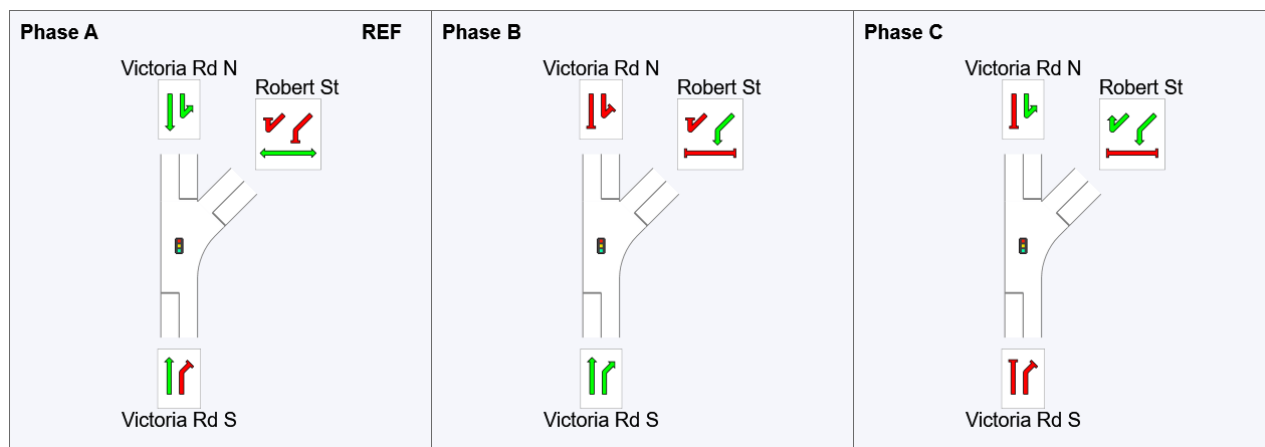 Phase A REF
Victoria Rd N
Robert St
Victoria Rd S
Phase B
Victoria Rd N
Robert St
Victoria Rd S
Phase C
Victoria Rd N
Robert St
Victoria Rd S